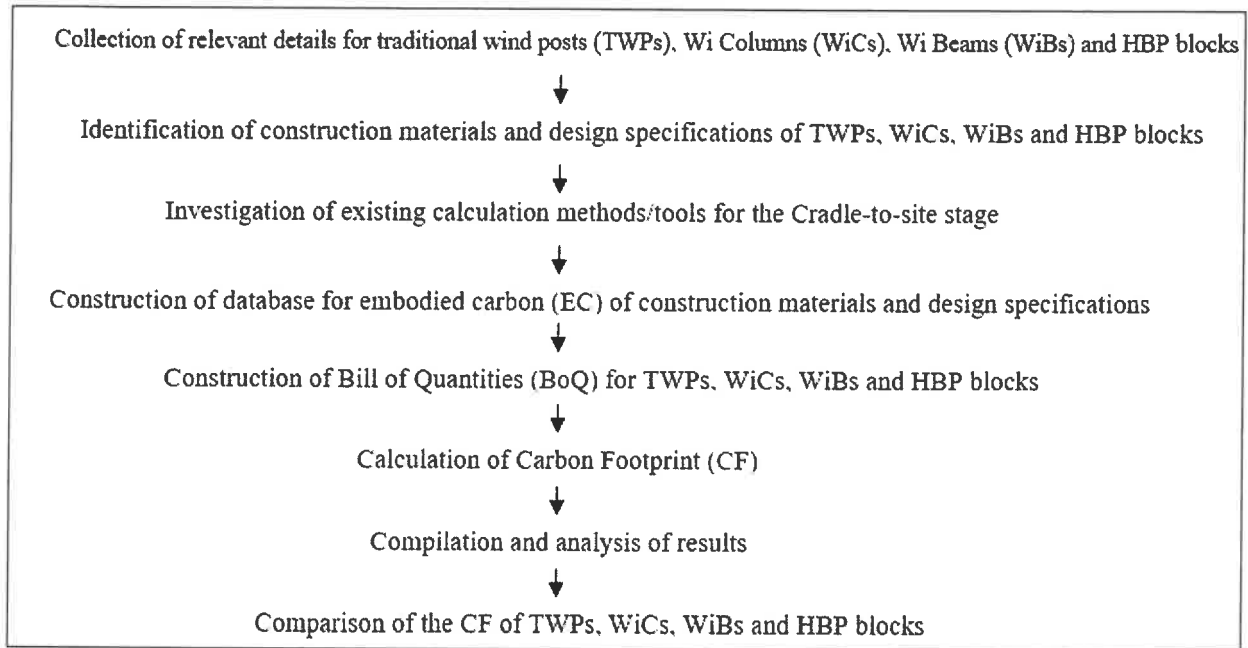 Collection of relevant details for traditional wind posts (TWPs), Wi Columns (WiCs), Wi Beams (WiBs) and HBP blocks
Identification of construction materials and design specifications of TWPs, WiCs, WiBs and HBP blocks
Investigation of existing calculation methods/tools for the Cradle-to-site stage
Construction of database for embodied carbon (EC) of construction materials and design specifications
Construction of Bill of Quantities (BoQ) for TWPs, WiCs, WiBs and HBP blocks
Calculation of Carbon Footprint (CF)
Compilation and analysis of results
Comparison of the CF of TWPs, WiCs, WiBs and HBP blocks